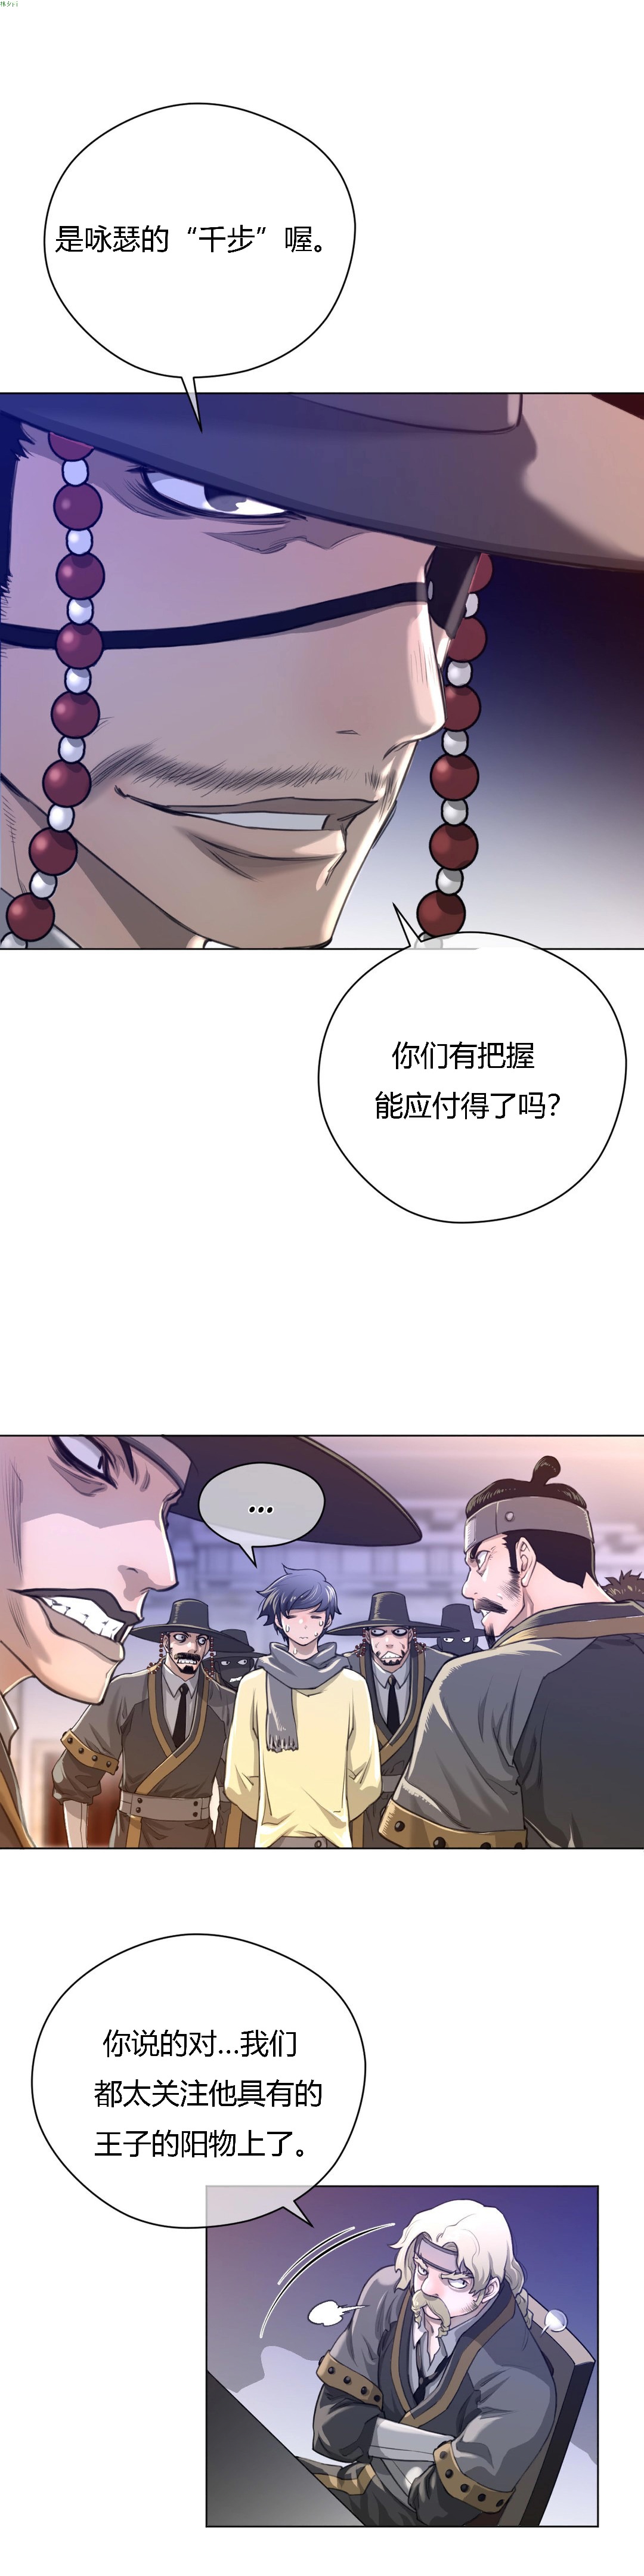 是咏瑟的“千步”喔。
你们有把握
能应付得了吗?
...
你说的对...我们
都太关注他具有的
王子的阳物上了。